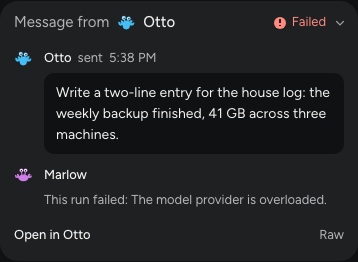 Message from Otto Failed
Otto sent 5:38 PM
Write a two-line entry for the house log: the
weekly backup finished, 41 GB across three
machines.
Marlow
This run failed: The model provider is overloaded.
Open in Otto Raw